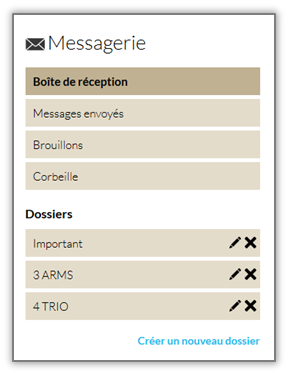 Messagerie
Boîte de réception
Messages envoyés
Brouillons
Corbeille
Dossiers
Important
3 ARMS
4 TRIO
Créer un nouveau dossier